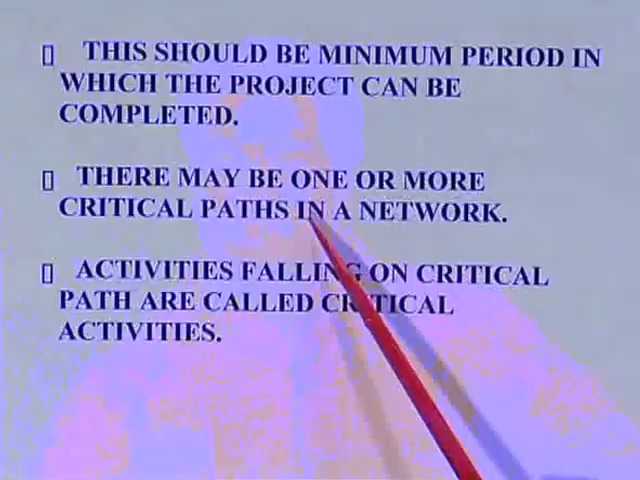 THIS SHOULD BE MINIMUM PERIOD IN
WHICH THE PROJECT CAN BE
COMPLETED.
THERE MAY BE ONE OR MORE
CRITICAL PATHS IN A NETWORK.
ACTIVITIES FALLING ON CRITICAL
PATH ARE CALLED CRITICAL
ACTIVITIES.